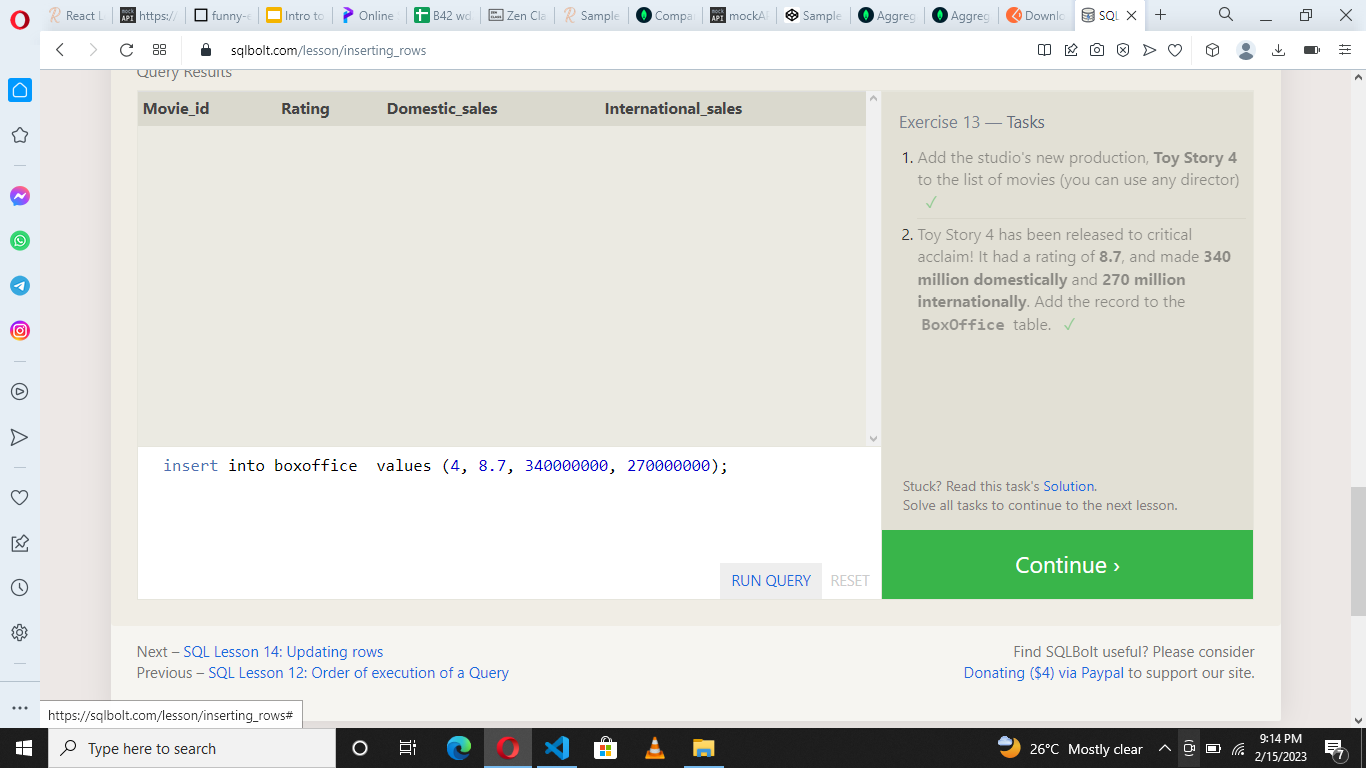 React L
https://
funny-e
Intro to
Online
B42 wd
Zen Cla
Sample
Compa
mockAP
Sample
Aggreg
Aggreg
Downlo
SQL
sqlbolt.com/lesson/inserting_rows
Query Results
Movie_id Rating Domestic_sales International_sales
Exercise 13 — Tasks
1. Add the studio's new production, Toy Story 4
to the list of movies (you can use any director)
✓
2. Toy Story 4 has been released to critical
acclaim! It had a rating of 8.7, and made 340
million domestically and 270 million
internationally. Add the record to the
BoxOffice table. ✓
insert into boxoffice  values (4, 8.7, 340000000, 270000000);
Stuck? Read this task's Solution.
Solve all tasks to continue to the next lesson.
RUN QUERY RESET
Continue ›
Next – SQL Lesson 14: Updating rows
Previous – SQL Lesson 12: Order of execution of a Query
Find SQLBolt useful? Please consider
Donating ($4) via Paypal to support our site.
https://sqlbolt.com/lesson/inserting_rows#
Type here to search
26°C Mostly clear
9:14 PM
2/15/2023
7